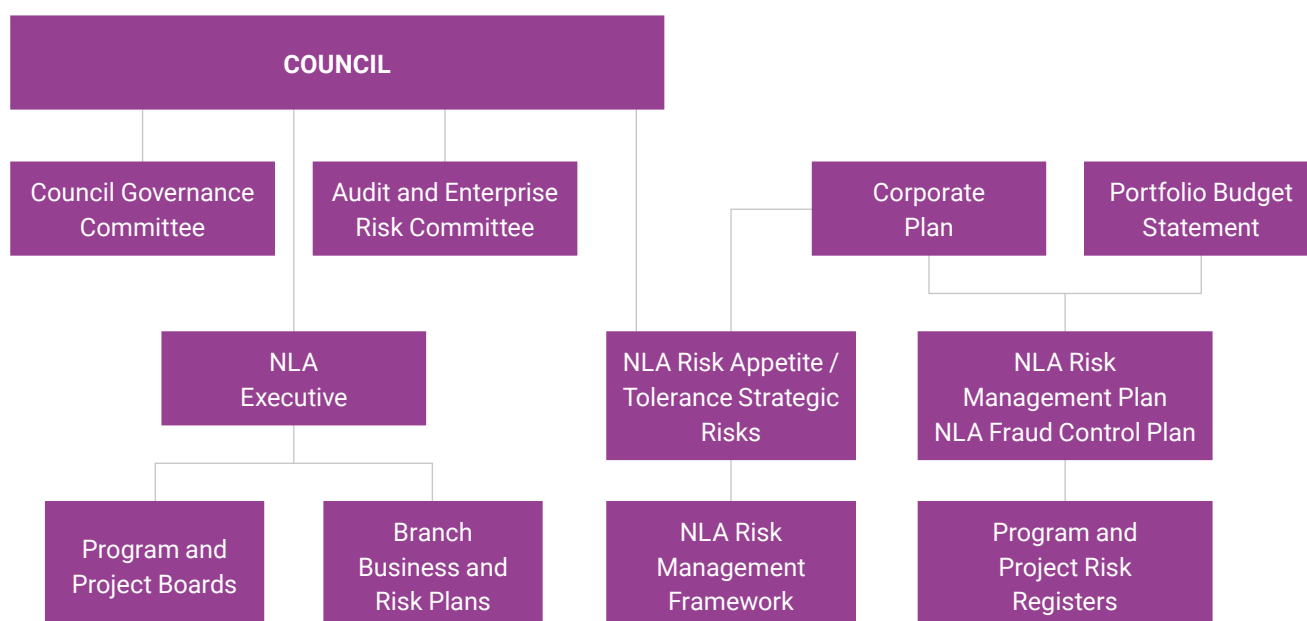 COUNCIL
Council Governance
Committee
Audit and Enterprise
Risk Committee
Corporate
Plan
Portfolio Budget
Statement
NLA
Executive
NLA Risk Appetite /
Tolerance Strategic
Risks
NLA Risk
Management Plan
NLA Fraud Control Plan
Program and
Project Boards
Branch
Business and
Risk Plans
NLA Risk
Management
Framework
Program and
Project Risk
Registers